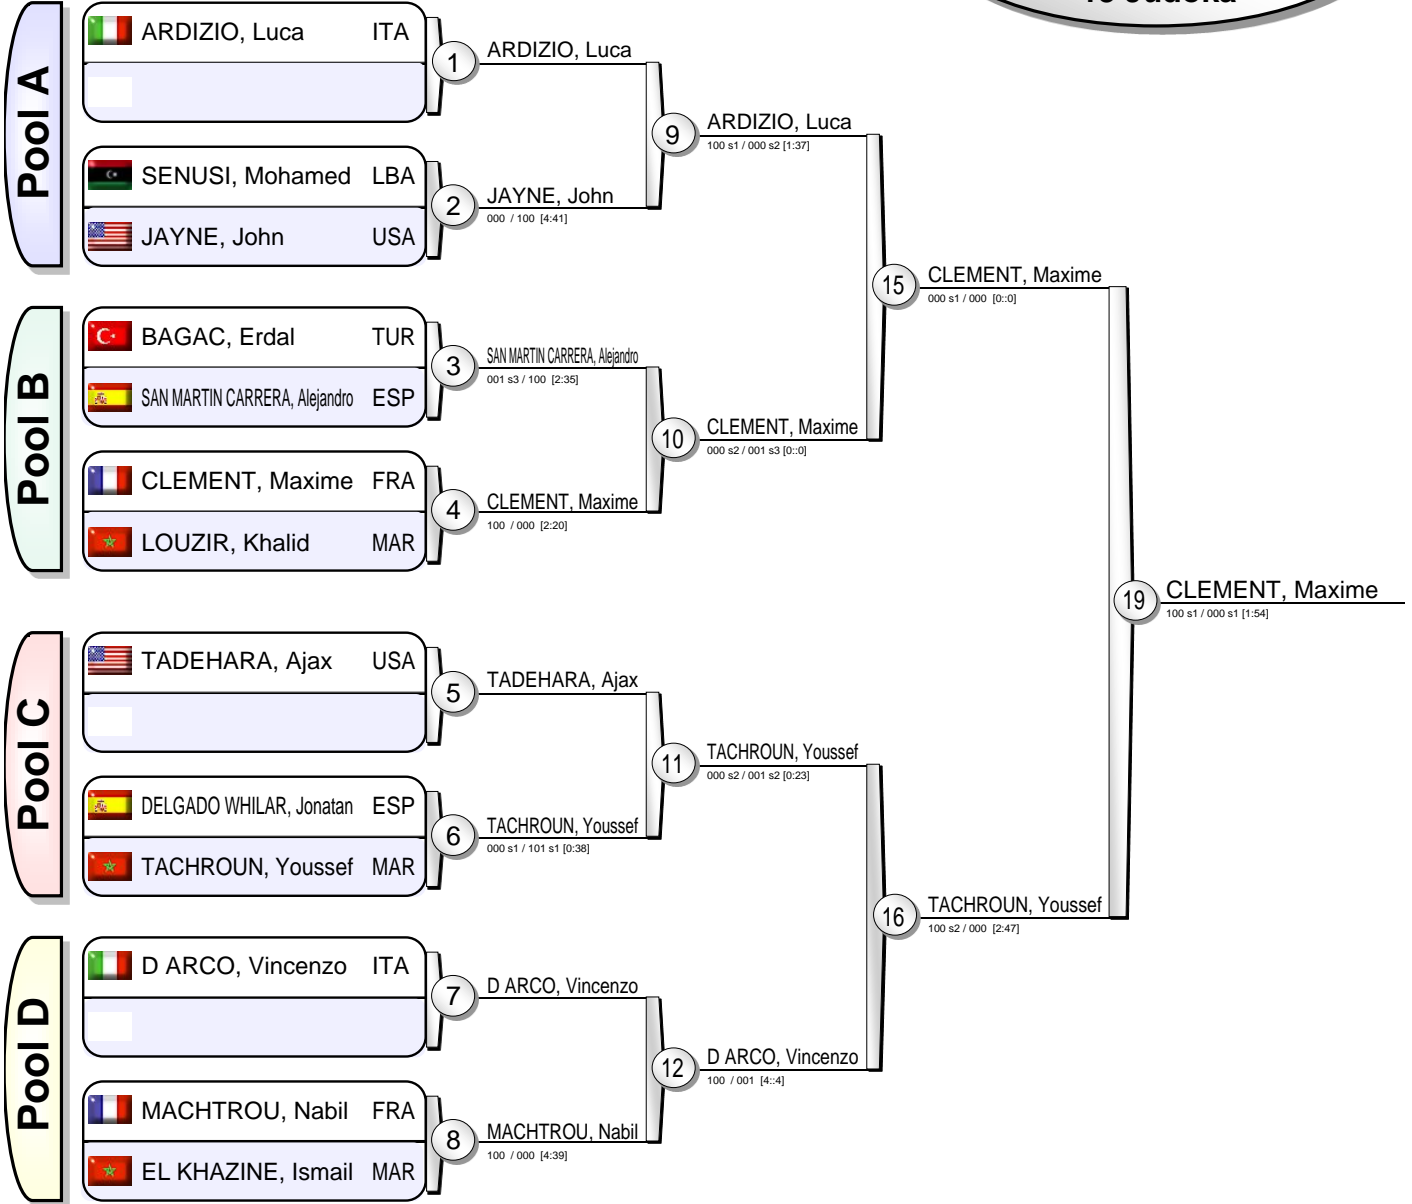 Pool A
ARDIZIO, Luca ITA
SENUSI, Mohamed LBA
JAYNE, John USA
Pool B
BAGAC, Erdal TUR
SAN MARTIN CARRERA, Alejandro ESP
CLEMENT, Maxime FRA
LOUZIR, Khalid MAR
Pool C
TADEHARA, Ajax USA
DELGADO WHILAR, Jonatan ESP
TACHROUN, Youssef MAR
Pool D
D ARCO, Vincenzo ITA
MACHTROU, Nabil FRA
EL KHAZINE, Ismail MAR
1
ARDIZIO, Luca
2
JAYNE, John
000 / 100 [4:41]
3
SAN MARTIN CARRERA, Alejandro
001 s3 / 100 [2:35]
4
CLEMENT, Maxime
100 / 000 [2:20]
5
TADEHARA, Ajax
6
TACHROUN, Youssef
000 s1 / 101 s1 [0:38]
7
D ARCO, Vincenzo
8
MACHTROU, Nabil
100 / 000 [4:39]
9
ARDIZIO, Luca
100 s1 / 000 s2 [1:37]
10
CLEMENT, Maxime
000 s2 / 001 s3 [0::0]
11
TACHROUN, Youssef
000 s2 / 001 s2 [0:23]
12
D ARCO, Vincenzo
100 / 001 [4::4]
15
CLEMENT, Maxime
000 s1 / 000 [0::0]
16
TACHROUN, Youssef
100 s2 / 000 [2:47]
19
CLEMENT, Maxime
100 s1 / 000 s1 [1:54]